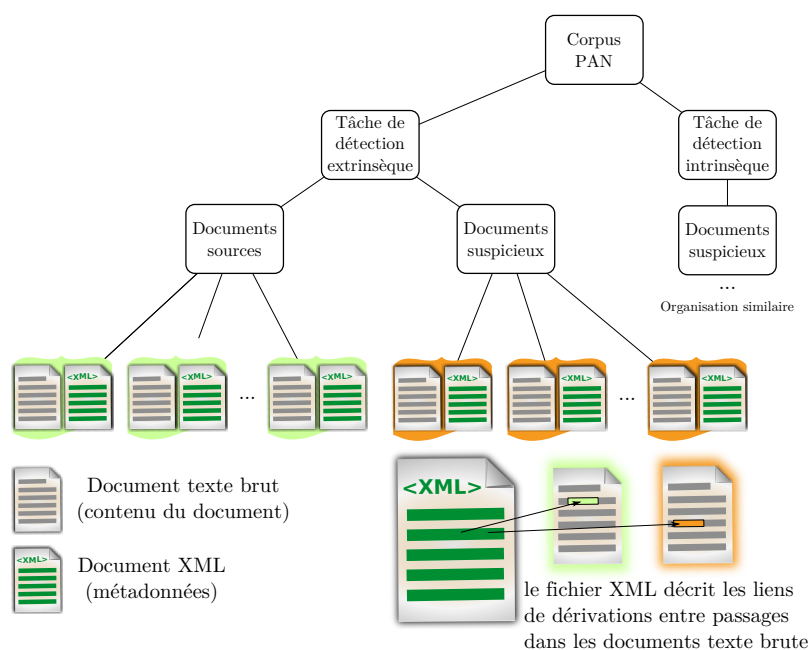 Corpus
PAN
Tâche de
détection
extrinsèque
Tâche de
détection
intrinsèque
Documents
sources
Documents
suspicieux
Documents
suspicieux
...
Organisation similaire
<XML>
<XML>
...
<XML>
<XML>
<XML>
...
<XML>
Document texte brut
(contenu du document)
<XML>
Document XML
(métadonnées)
<XML>
le fichier XML décrit les liens
de dérivations entre passages
dans les documents texte brute